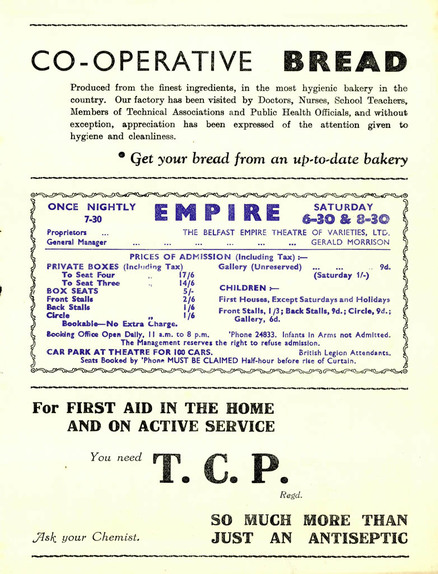 CO-OPERATIVE BREAD
Produced from the finest ingredients, in the most hygienic bakery in the
country. Our factory has been visited by Doctors, Nurses, School Teachers,
Members of Technical Associations and Public Health Officials, and without
exception, appreciation has been expressed of the attention given to
hygiene and cleanliness.
• Get your bread from an up-to-date bakery
ONCE NIGHTLY
7-30
EMPIRE
SATURDAY
6-30 & 8-30
Proprietors ... THE BELFAST EMPIRE THEATRE OF VARIETIES, LTD.
General Manager ... ... ... ... ... ... GERALD MORRISON
PRICES OF ADMISSION (Including Tax) :—
PRIVATE BOXES (Including Tax)
To Seat Four „ 17/6
To Seat Three „ 14/6
BOX SEATS 5/-
Front Stalls 2/6
Back Stalls „ 1/6
Circle „ 1/6
Bookable—No Extra Charge.
Gallery (Unreserved) ... ... 9d.
(Saturday 1/-)
CHILDREN :—
First Houses, Except Saturdays and Holidays
Front Stalls, 1/3; Back Stalls, 9d.; Circle, 9d.;
Gallery, 6d.
Booking Office Open Daily, 11 a.m. to 8 p.m. 'Phone 24833. Infants in Arms not Admitted.
The Management reserves the right to refuse admission.
CAR PARK AT THEATRE FOR 100 CARS. British Legion Attendants.
Seats Booked by 'Phone MUST BE CLAIMED Half-hour before rise of Curtain.
For FIRST AID IN THE HOME
AND ON ACTIVE SERVICE
You need T. C. P.
Regd.
SO MUCH MORE THAN
Ask your Chemist. JUST AN ANTISEPTIC